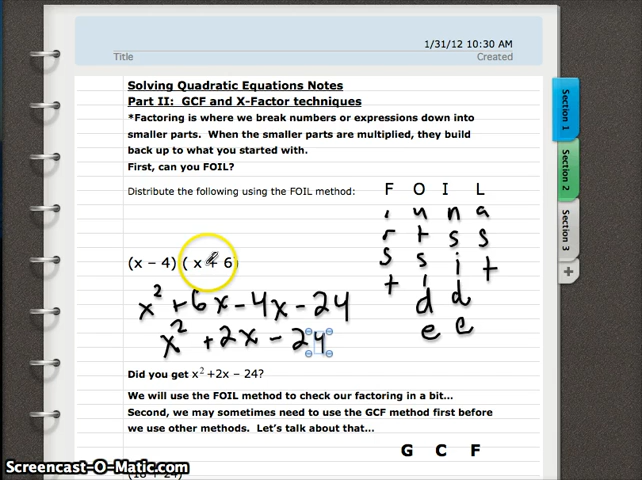 1/31/12 10:30 AM
Title Created
Solving Quadratic Equations Notes
Part II: GCF and X-Factor techniques
*Factoring is where we break numbers or expressions down into
smaller parts. When the smaller parts are multiplied, they build
back up to what you started with.
First, can you FOIL?
Distribute the following using the FOIL method:
F O I L
irst
utside
nside
ast
(x – 4) ( x + 6)
x² + 6x - 4x - 24
x² + 2x - 24
Did you get x² +2x – 24?
We will use the FOIL method to check our factoring in a bit...
Second, we may sometimes need to use the GCF method first before
we use other methods. Let's talk about that...
G C F
Section 1
Section 2
Section 3
+
Screencast-O-Matic.com